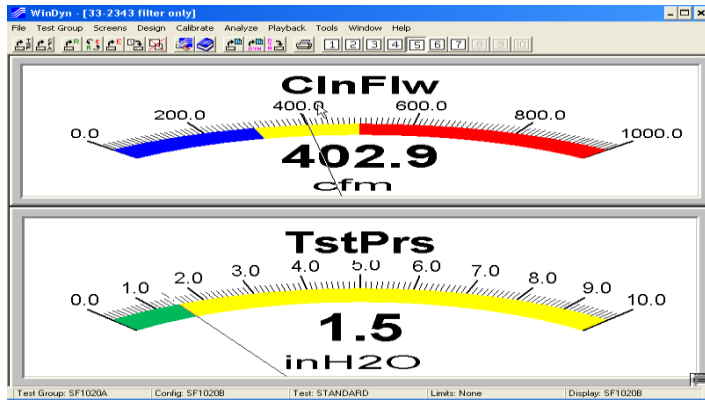 WinDyn - [33-2343 filter only]
File Test Group Screens Design Calibrate Analyze Playback Tools Window Help
1 2 3 4 5 6 7 8 9 10
ClnFlw
0.0 200.0 400.0 600.0 800.0 1000.0
402.9
cfm
TstPrs
0.0 1.0 2.0 3.0 4.0 5.0 6.0 7.0 8.0 9.0 10.0
1.5
inH2O
Test Group: SF1020A Config: SF1020B Test: STANDARD Limits: None Display: SF1020B